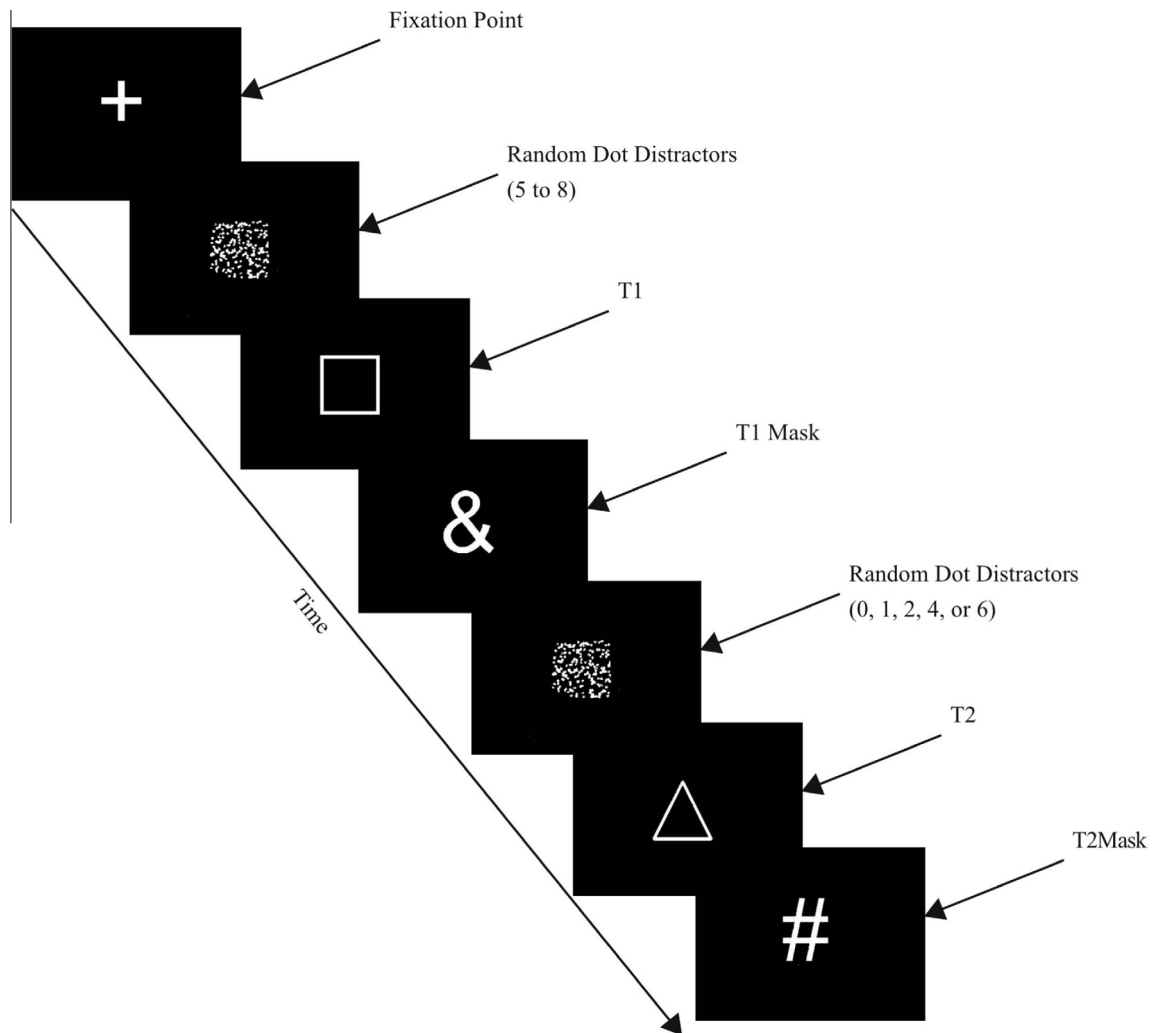 Fixation Point
+
Random Dot Distractors
(5 to 8)
T1
T1 Mask
&
Random Dot Distractors
(0, 1, 2, 4, or 6)
Time
T2
T2Mask
#